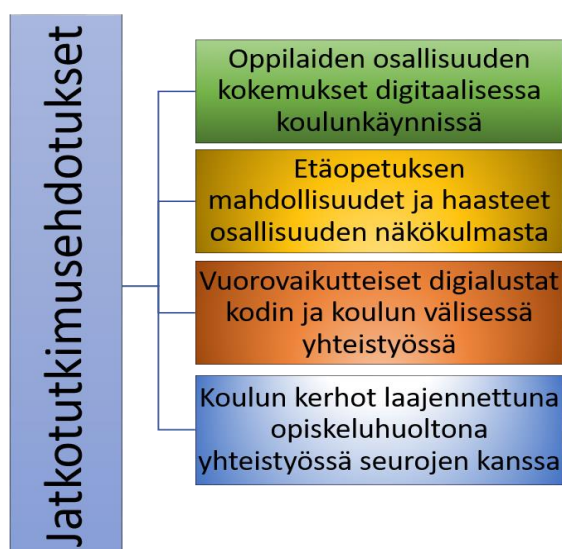 Jatkotutkimusehdotukset
Oppilaiden osallisuuden
kokemukset digitaalisessa
koulunkäynnissä
Etäopetuksen
mahdollisuudet ja haasteet
osallisuuden näkökulmasta
Vuorovaikutteiset digialustat
kodin ja koulun välisessä
yhteistyössä
Koulun kerhot laajennettuna
opiskeluhuoltona
yhteistyössä seurojen kanssa